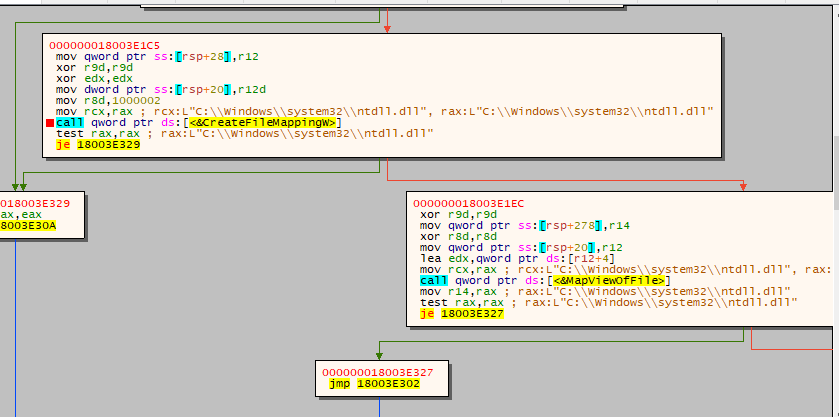 000000018003E1C5
mov qword ptr ss:[rsp+28],r12
xor r9d,r9d
xor edx,edx
mov dword ptr ss:[rsp+20],r12d
mov r8d,1000002
mov rcx,rax ; rcx:L"C:\\Windows\\system32\\ntdll.dll", rax:L"C:\\Windows\\system32\\ntdll.dll"
call qword ptr ds:[<&CreateFileMappingW>]
test rax,rax ; rax:L"C:\\Windows\\system32\\ntdll.dll"
je 18003E329
018003E329
ax,eax
8003E30A
000000018003E1EC
xor r9d,r9d
mov qword ptr ss:[rsp+278],r14
xor r8d,r8d
mov qword ptr ss:[rsp+20],r12
lea edx,qword ptr ds:[r12+4]
mov rcx,rax ; rcx:L"C:\\Windows\\system32\\ntdll.dll", rax:
call qword ptr ds:[<&MapViewOfFile>]
mov r14,rax ; rax:L"C:\\Windows\\system32\\ntdll.dll"
test rax,rax ; rax:L"C:\\Windows\\system32\\ntdll.dll"
je 18003E327
000000018003E327
jmp 18003E302